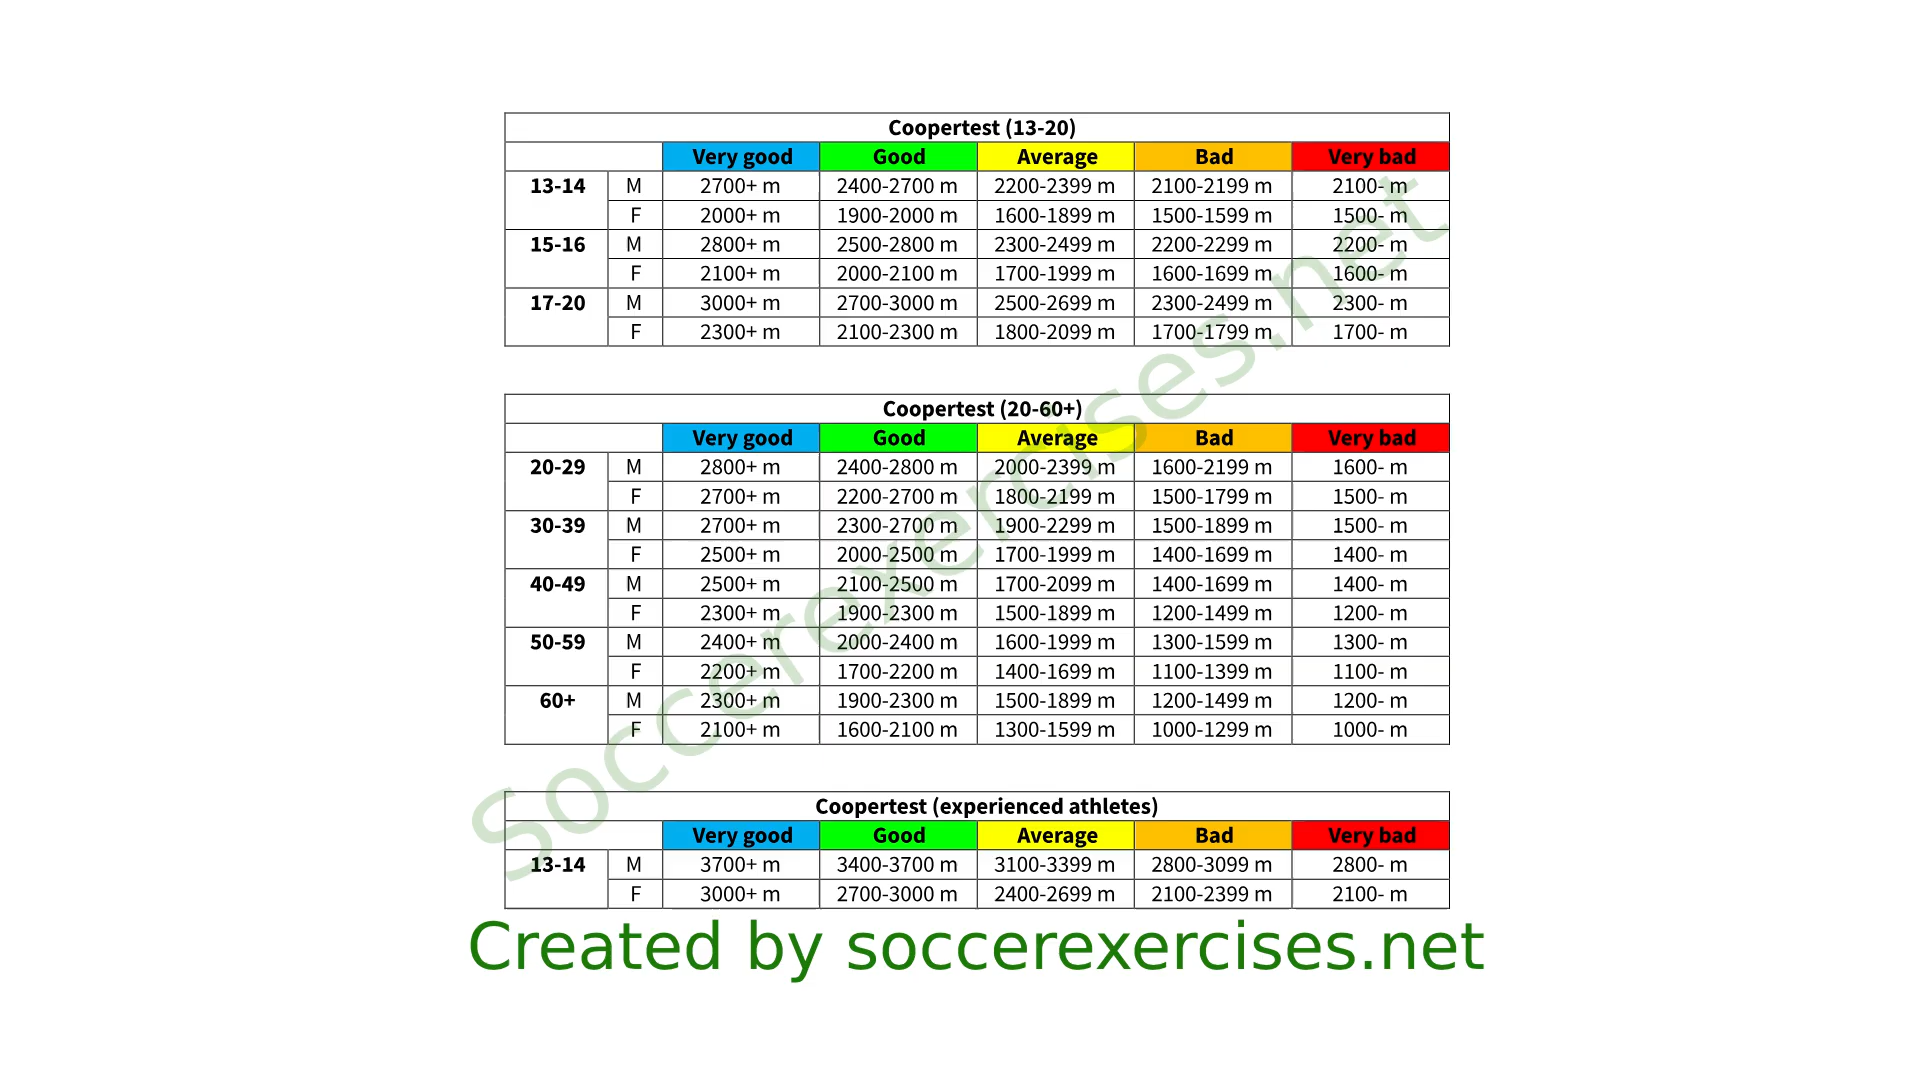 Coopertest (13-20)
Very good Good Average Bad Very bad
13-14 M 2700+ m 2400-2700 m 2200-2399 m 2100-2199 m 2100- m
F 2000+ m 1900-2000 m 1600-1899 m 1500-1599 m 1500- m
15-16 M 2800+ m 2500-2800 m 2300-2499 m 2200-2299 m 2200- m
F 2100+ m 2000-2100 m 1700-1999 m 1600-1699 m 1600- m
17-20 M 3000+ m 2700-3000 m 2500-2699 m 2300-2499 m 2300- m
F 2300+ m 2100-2300 m 1800-2099 m 1700-1799 m 1700- m
Coopertest (20-60+)
Very good Good Average Bad Very bad
20-29 M 2800+ m 2400-2800 m 2000-2399 m 1600-2199 m 1600- m
F 2700+ m 2200-2700 m 1800-2199 m 1500-1799 m 1500- m
30-39 M 2700+ m 2300-2700 m 1900-2299 m 1500-1899 m 1500- m
F 2500+ m 2000-2500 m 1700-1999 m 1400-1699 m 1400- m
40-49 M 2500+ m 2100-2500 m 1700-2099 m 1400-1699 m 1400- m
F 2300+ m 1900-2300 m 1500-1899 m 1200-1499 m 1200- m
50-59 M 2400+ m 2000-2400 m 1600-1999 m 1300-1599 m 1300- m
F 2200+ m 1700-2200 m 1400-1699 m 1100-1399 m 1100- m
60+ M 2300+ m 1900-2300 m 1500-1899 m 1200-1499 m 1200- m
F 2100+ m 1600-2100 m 1300-1599 m 1000-1299 m 1000- m
Coopertest (experienced athletes)
Very good Good Average Bad Very bad
13-14 M 3700+ m 3400-3700 m 3100-3399 m 2800-3099 m 2800- m
F 3000+ m 2700-3000 m 2400-2699 m 2100-2399 m 2100- m
Soccerexercises.net
Created by soccerexercises.net